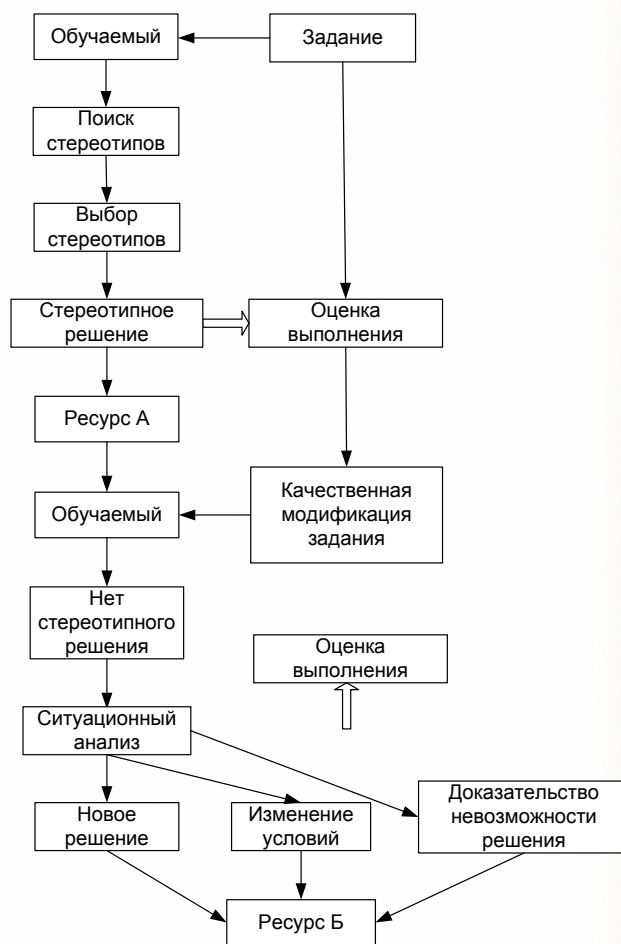 Обучаемый
Задание
Поиск
стереотипов
Выбор
стереотипов
Стереотипное
решение
Оценка
выполнения
Ресурс А
Обучаемый
Качественная
модификация
задания
Нет
стереотипного
решения
Оценка
выполнения
Ситуационный
анализ
Новое
решение
Изменение
условий
Доказательство
невозможности
решения
Ресурс Б